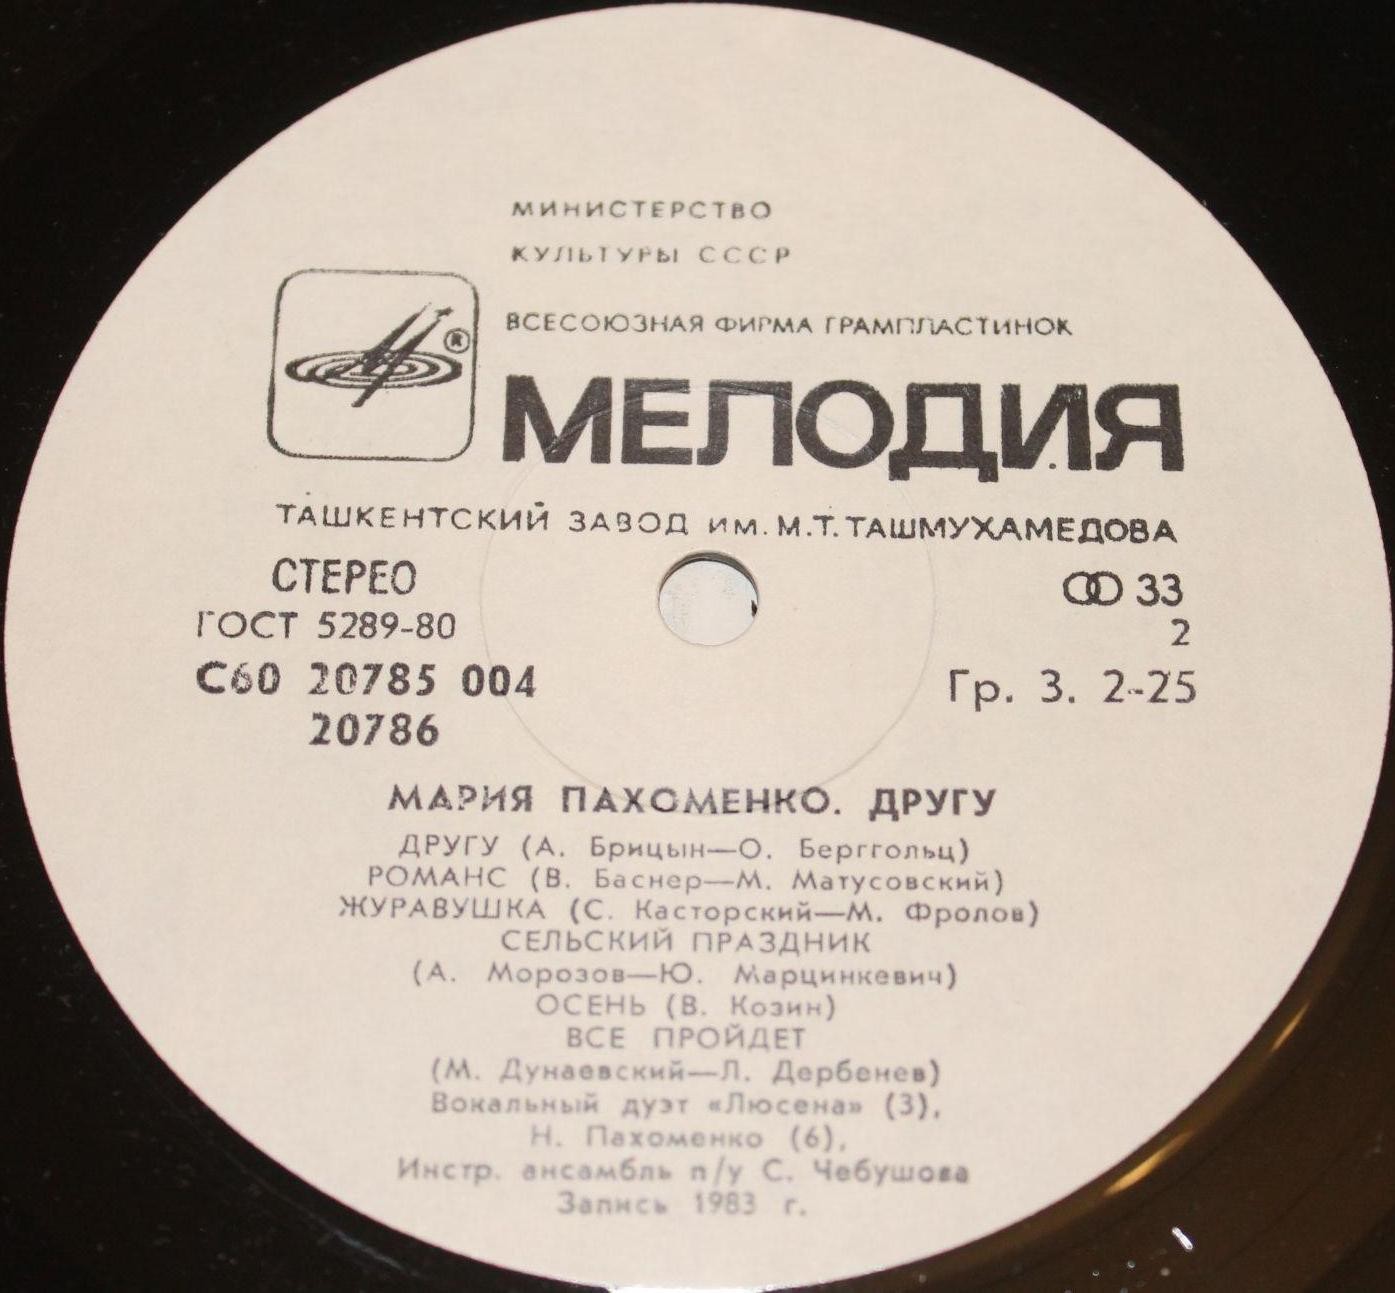 МИНИСТЕРСТВО
КУЛЬТУРЫ СССР
ВСЕСОЮЗНАЯ ФИРМА ГРАМПЛАСТИНОК
®
МЕЛОДИЯ
ТАШКЕНТСКИЙ ЗАВОД ИМ. М.Т.ТАШМУХАМЕДОВА
СТЕРЕО
ГОСТ 5289-80
С60 20785 004
20786
33
2
Гр. 3. 2-25
МАРИЯ ПАХОМЕНКО. ДРУГУ
ДРУГУ (А. Брицын—О. Берггольц)
РОМАНС (В. Баснер—М. Матусовский)
ЖУРАВУШКА (С. Касторский—М. Фролов)
СЕЛЬСКИЙ ПРАЗДНИК
(А. Морозов—Ю. Марцинкевич)
ОСЕНЬ (В. Козин)
ВСЕ ПРОЙДЕТ
(М. Дунаевский—Л. Дербенев)
Вокальный дуэт «Люсена» (3),
Н. Пахоменко (6),
Инстр. ансамбль п/у С. Чебушова
Запись 1983 г.